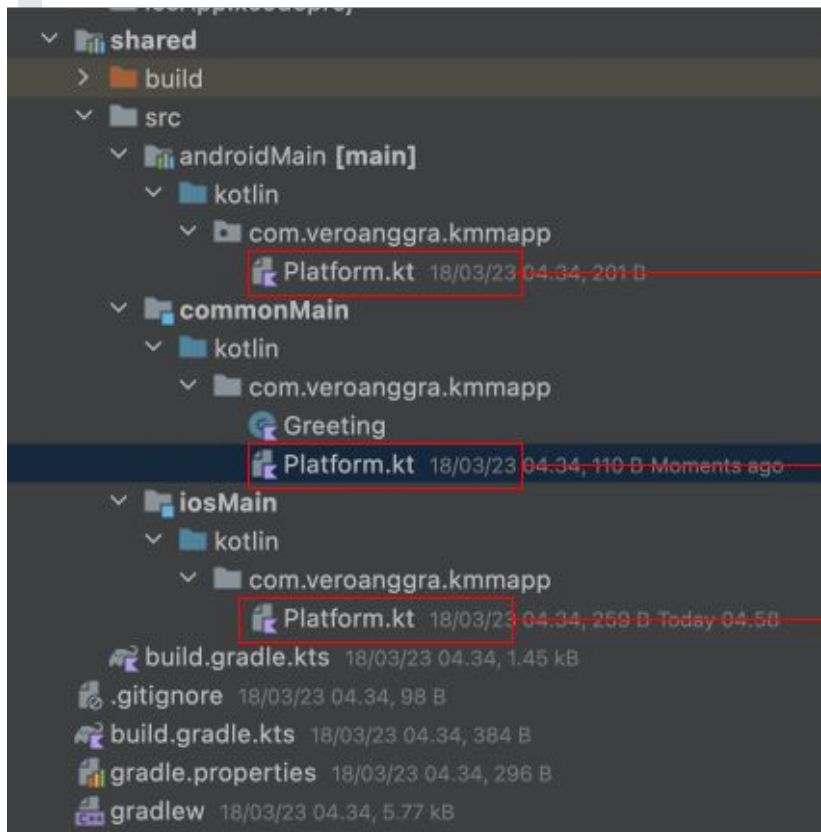 shared
build
src
androidMain [main]
kotlin
com.veroanggra.kmmapp
Platform.kt 18/03/23 04.34, 201 B
commonMain
kotlin
com.veroanggra.kmmapp
Greeting
Platform.kt 18/03/23 04.34, 110 B Moments ago
iosMain
kotlin
com.veroanggra.kmmapp
Platform.kt 18/03/23 04.34, 259 B Today 04.58
build.gradle.kts 18/03/23 04.34, 1.45 kB
.gitignore 18/03/23 04.34, 98 B
build.gradle.kts 18/03/23 04.34, 384 B
gradle.properties 18/03/23 04.34, 296 B
gradlew 18/03/23 04.34, 5.77 kB